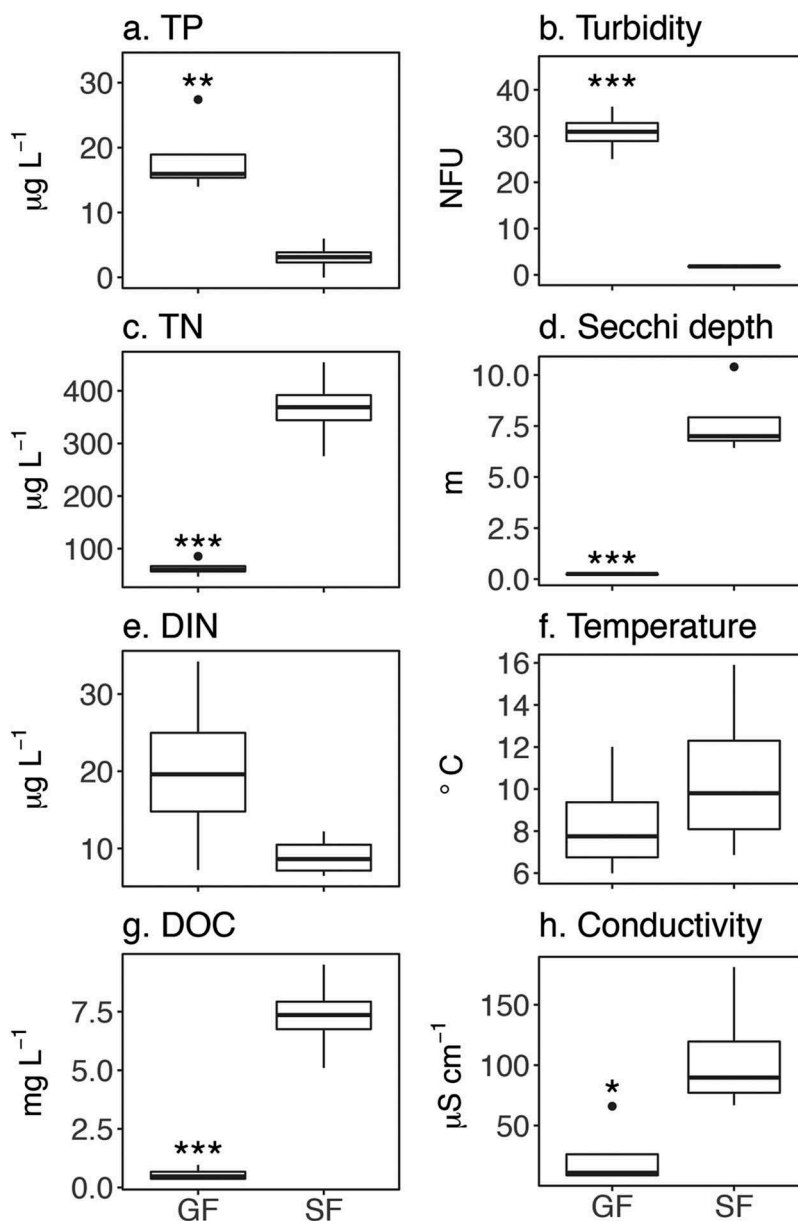 a. TP
30
20
10
0
μg L⁻¹
**
b. Turbidity
40
30
20
10
0
NFU
***
c. TN
400
300
200
100
μg L⁻¹
***
d. Secchi depth
10.0
7.5
5.0
2.5
0.0
m
***
e. DIN
30
20
10
μg L⁻¹
f. Temperature
16
14
12
10
8
6
° C
g. DOC
7.5
5.0
2.5
0.0
mg L⁻¹
***
GF SF
h. Conductivity
150
100
50
μS cm⁻¹
*
GF SF